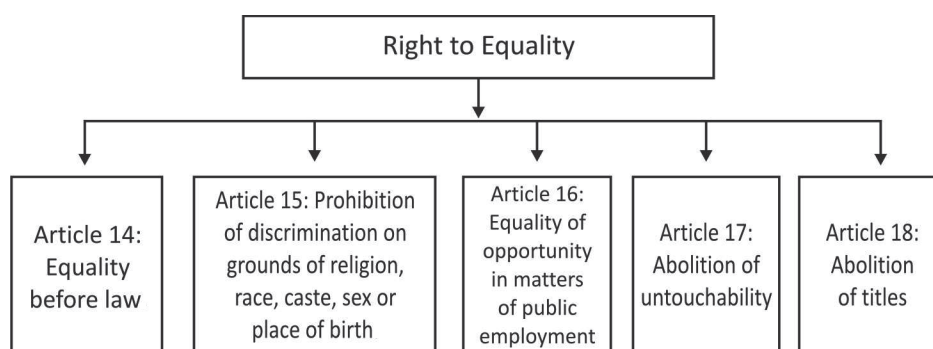 Right to Equality
Article 14:
Equality
before law
Article 15: Prohibition
of discrimination on
grounds of religion,
race, caste, sex or
place of birth
Article 16:
Equality of
opportunity
in matters
of public
employment
Article 17:
Abolition of
untouchability
Article 18:
Abolition
of titles